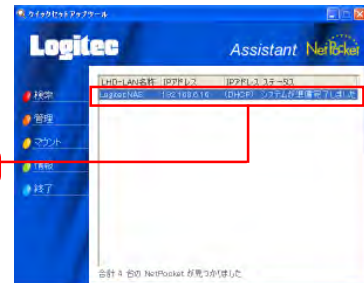 クイックセットアップツール
Logitec
Assistant NetPocket
LHD-LAN名称 IPアドレス IPアドレス ステータス
LogitecNAS 192.168.6.16 (DHCP) システムが準備完了しました
検索
管理
マウント
情報
終了
合計 4 台の NetPocket が見つかりました